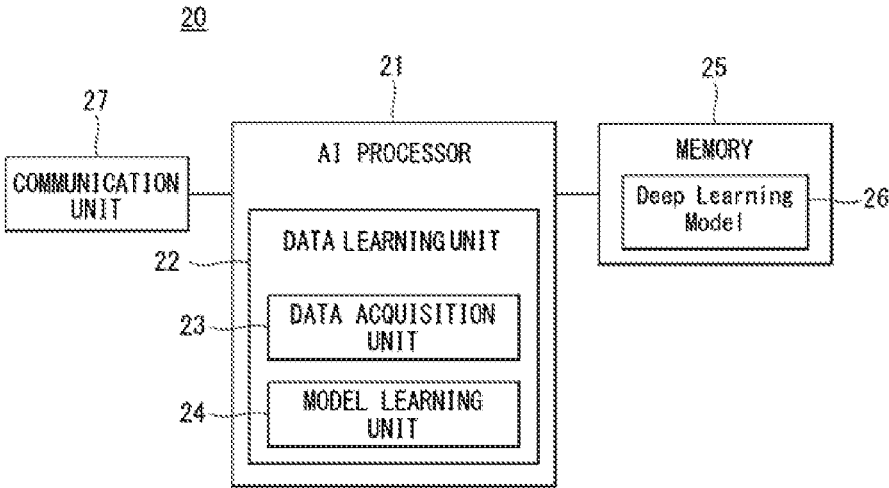 20
21
25
27
AI PROCESSOR
MEMORY
COMMUNICATION
UNIT
Deep Learning
Model
26
22
DATA LEARNING UNIT
23
DATA ACQUISITION
UNIT
24
MODEL LEARNING
UNIT